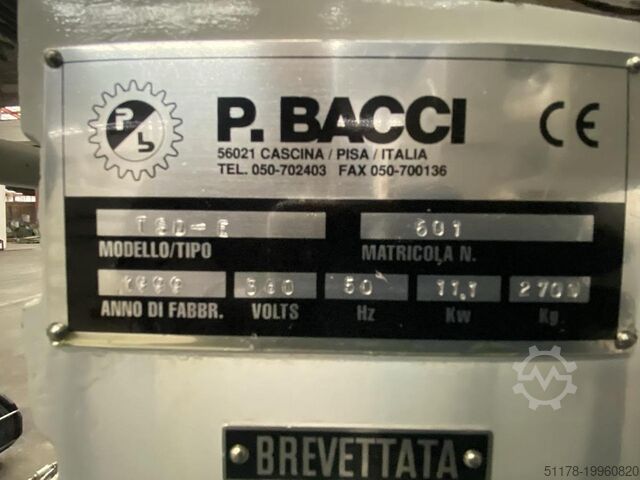 Pb
P. BACCI
CE
56021 CASCINA / PISA / ITALIA
TEL. 050-702403 FAX 050-700136
601
MODELLO/TIPO MATRICOLA N.
380 50 11,1
ANNO DI FABBR. VOLTS Hz Kw Kg.
BREVETTATA
51178-19960820